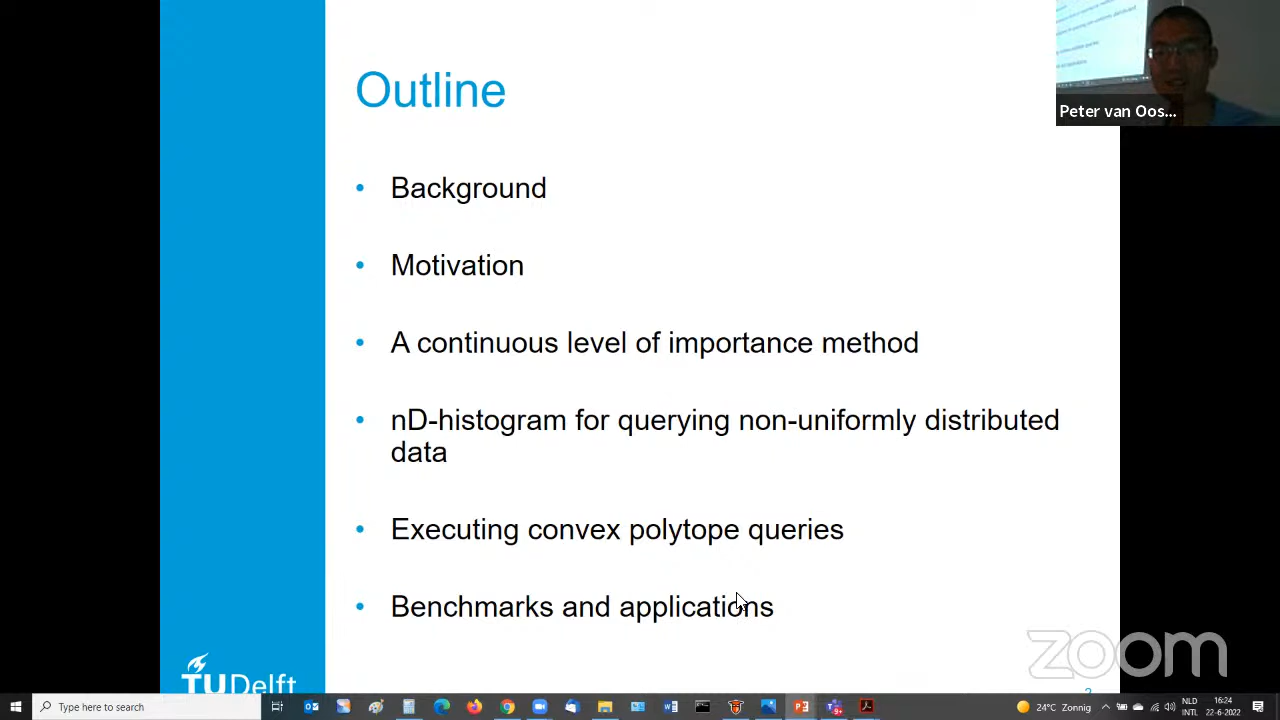 Outline
Peter van Oos...
• Background
• Motivation
• A continuous level of importance method
• nD-histogram for querying non-uniformly distributed
data
• Executing convex polytope queries
• Benchmarks and applications
zoom
TUDelft
2
Type here to search
24°C Zonnig
NLD
INTL
16:24
22-6-2022